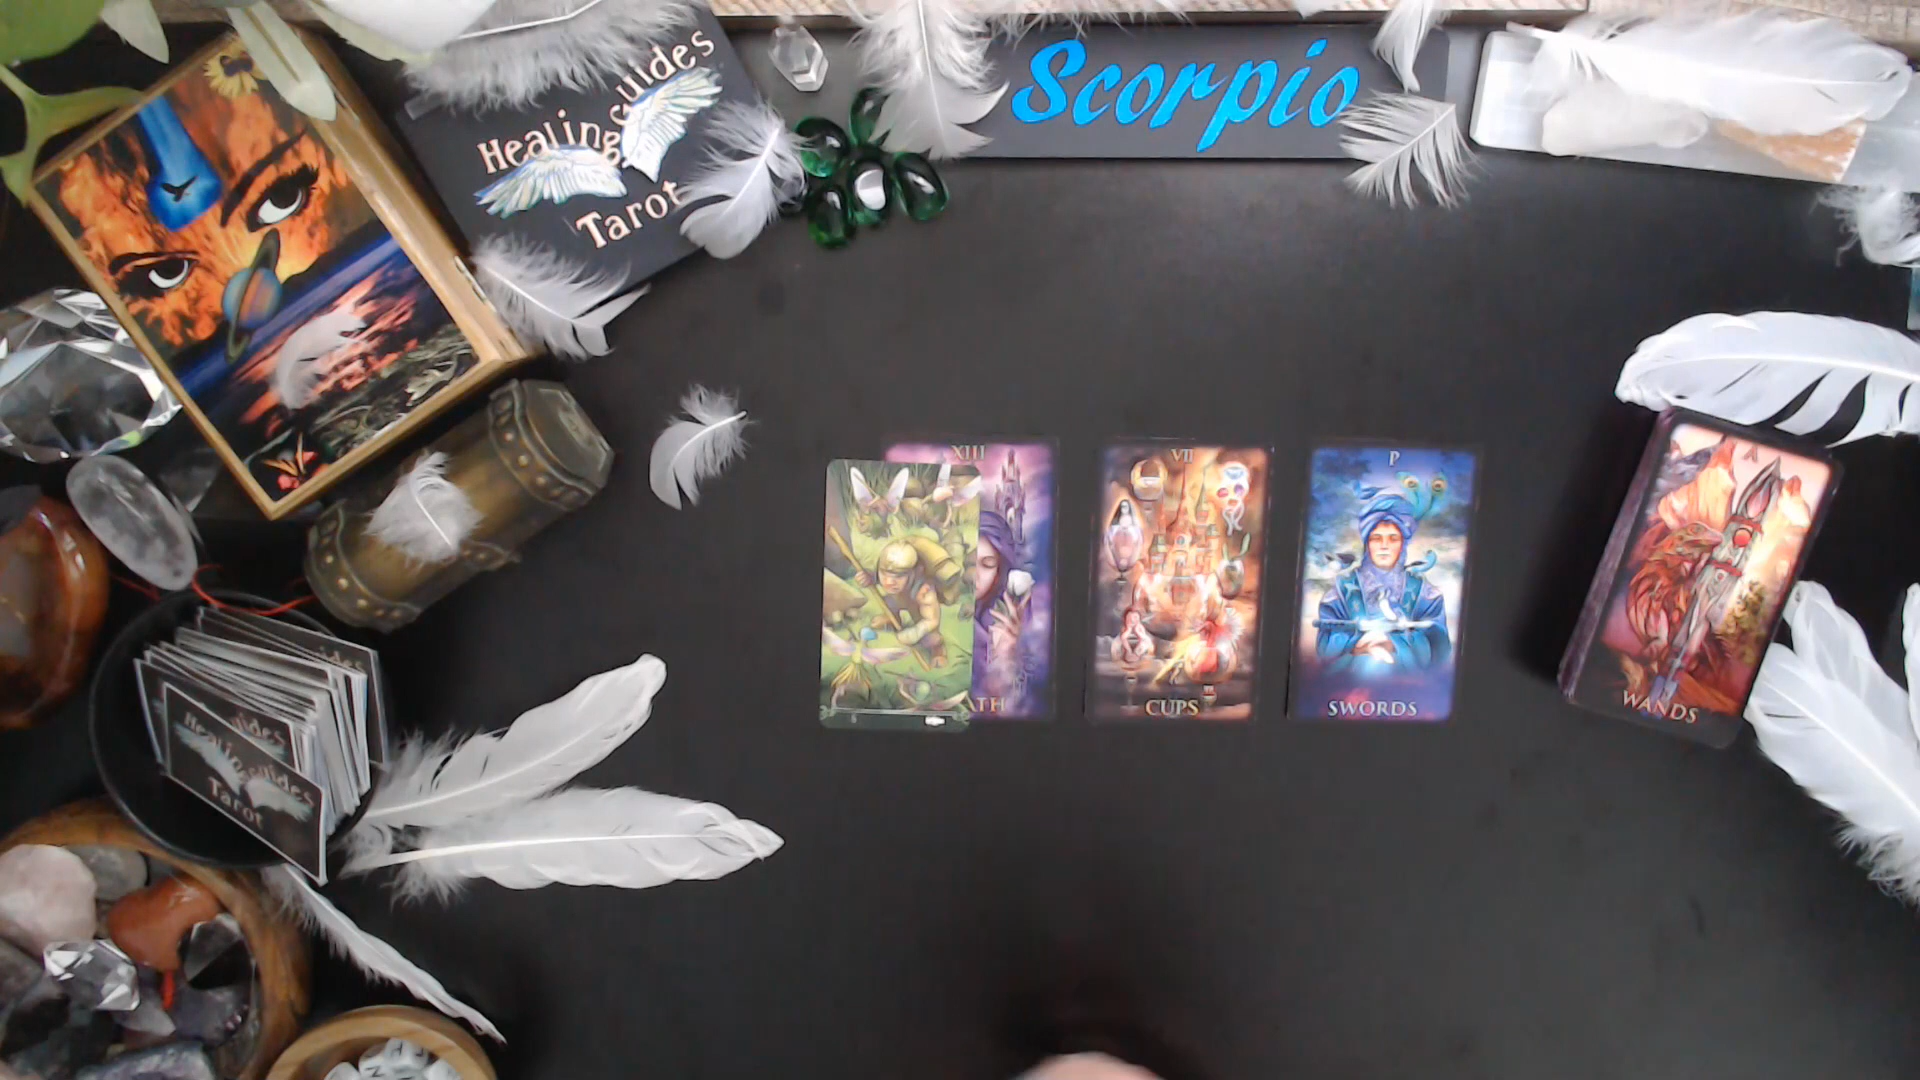 Healing
Guides
Tarot
Scorpio
XIII
ATH
VII
CUPS
P
SWORDS
A
WANDS
Healing
Guides
Tarot